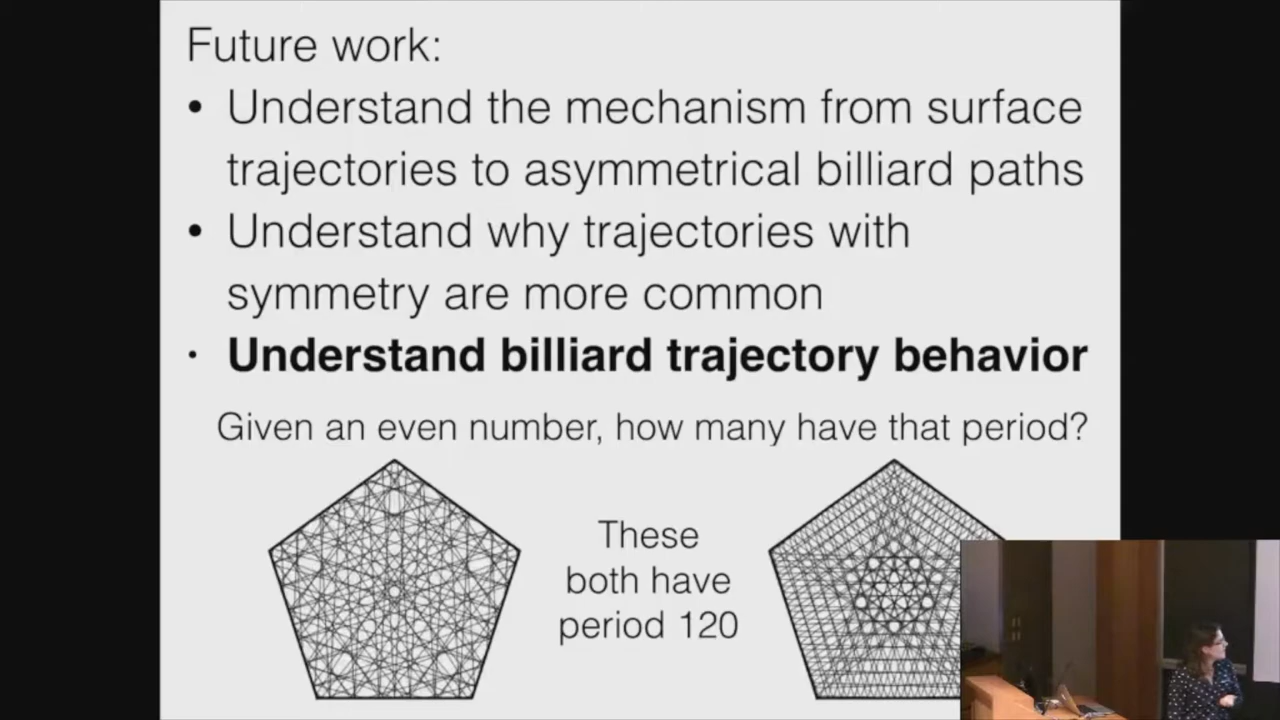 Future work:
• Understand the mechanism from surface
trajectories to asymmetrical billiard paths
• Understand why trajectories with
symmetry are more common
• Understand billiard trajectory behavior
Given an even number, how many have that period?
These
both have
period 120